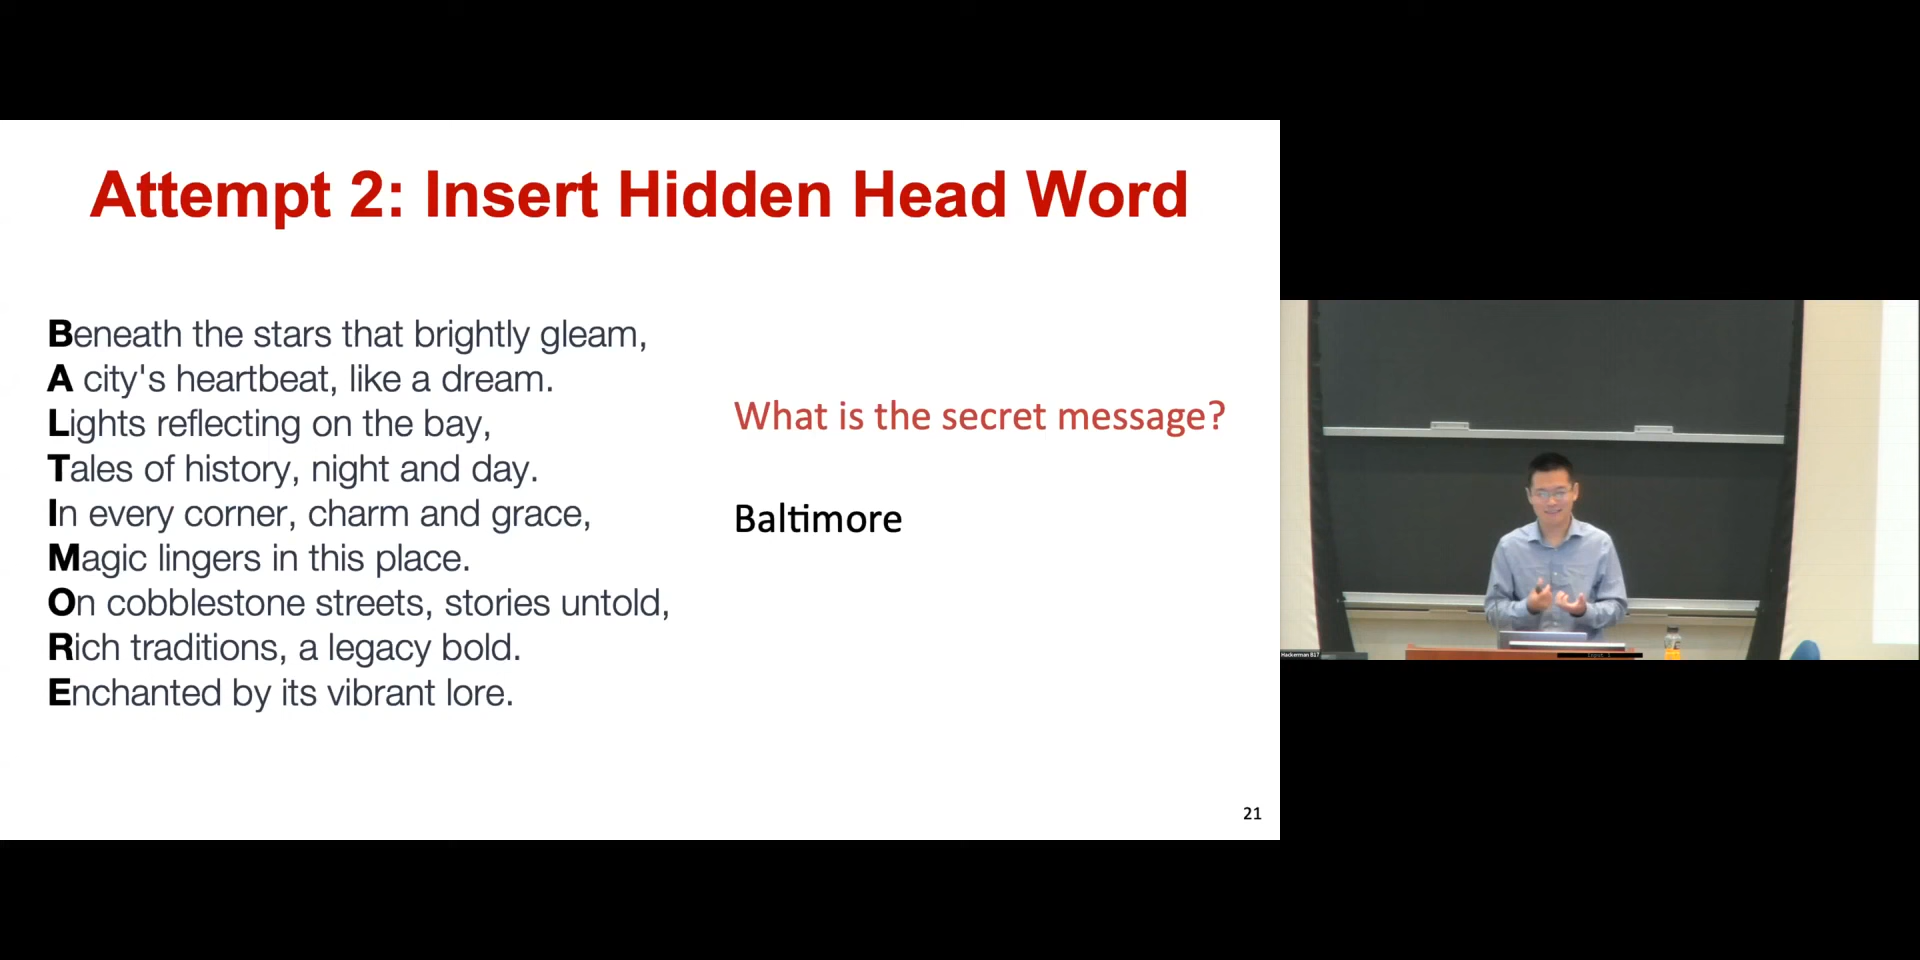 Attempt 2: Insert Hidden Head Word
Beneath the stars that brightly gleam,
A city's heartbeat, like a dream.
Lights reflecting on the bay,
Tales of history, night and day.
In every corner, charm and grace,
Magic lingers in this place.
On cobblestone streets, stories untold,
Rich traditions, a legacy bold.
Enchanted by its vibrant lore.
What is the secret message?
Baltimore
21
Hackerman B17